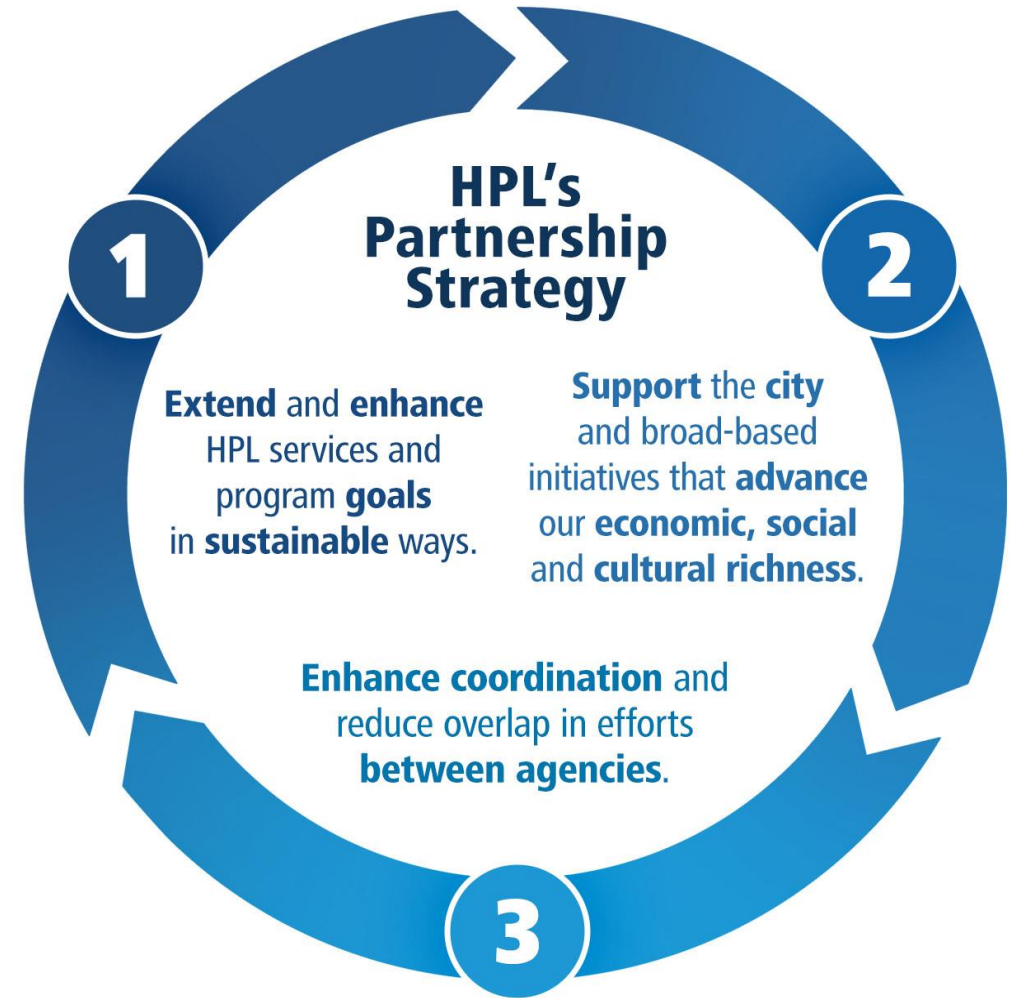 HPL's
Partnership
Strategy
1
Extend and enhance
HPL services and
program goals
in sustainable ways.
2
Support the city
and broad-based
initiatives that advance
our economic, social
and cultural richness.
Enhance coordination and
reduce overlap in efforts
between agencies.
3